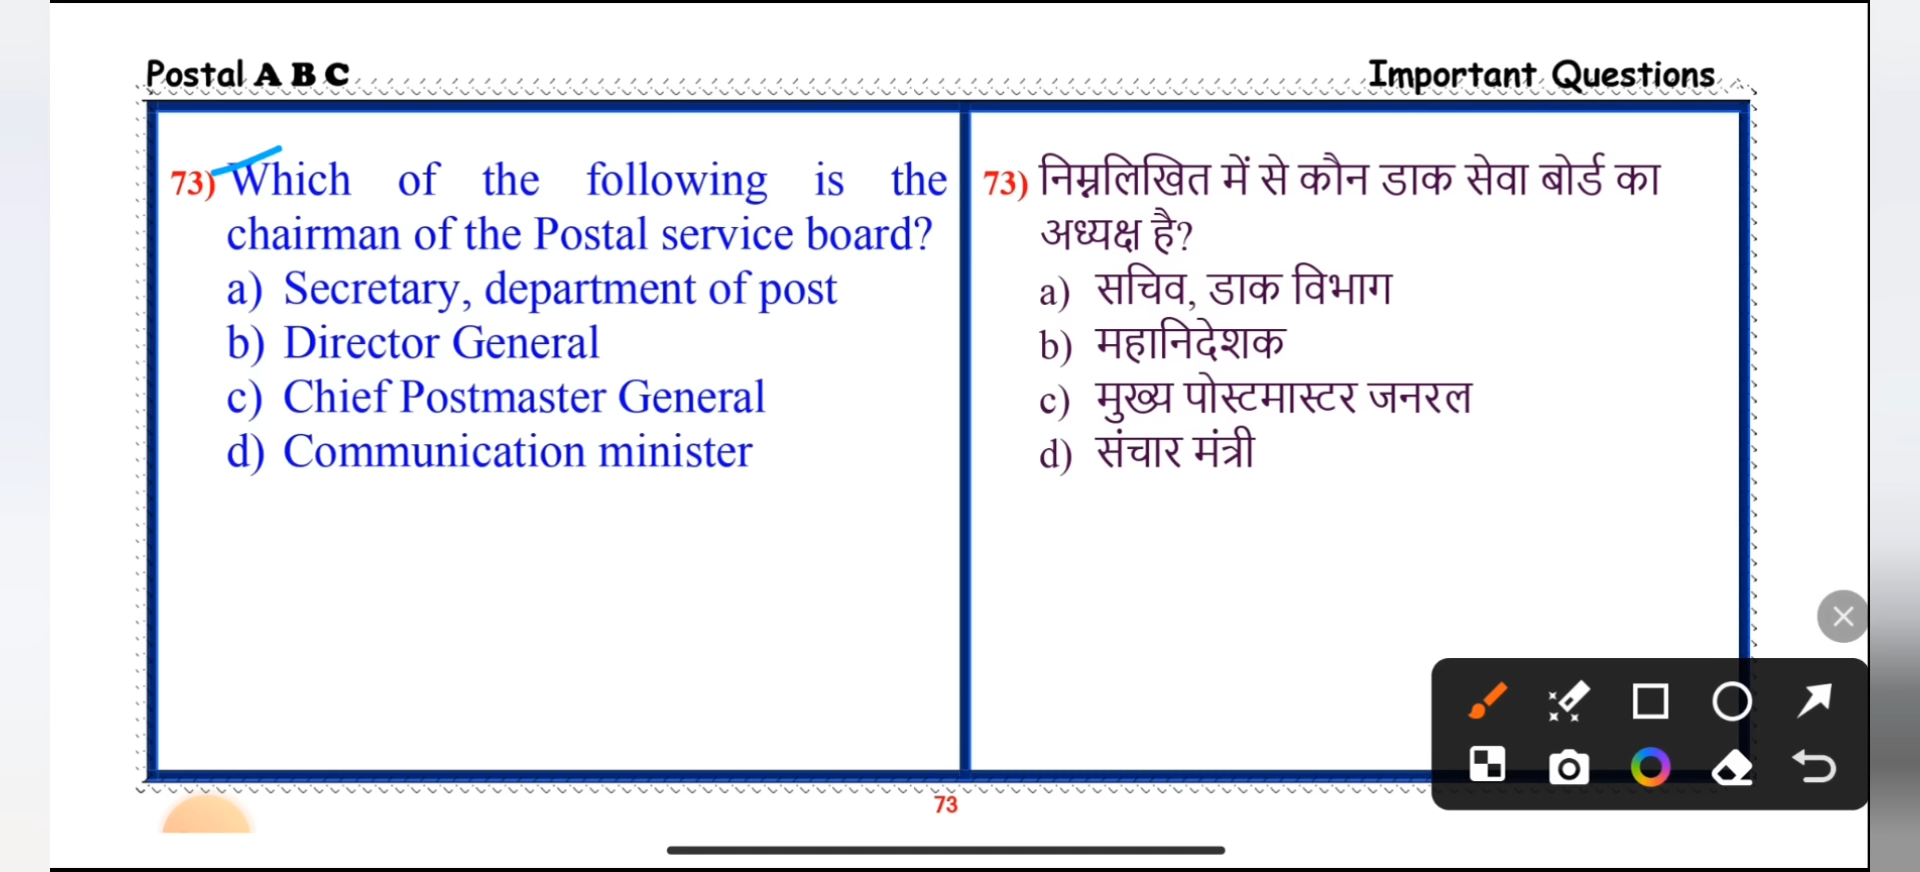 Postal A B C
Important Questions
73) Which of the following is the
chairman of the Postal service board?
a) Secretary, department of post
b) Director General
c) Chief Postmaster General
d) Communication minister
73) निम्नलिखित में से कौन डाक सेवा बोर्ड का
अध्यक्ष है?
a) सचिव, डाक विभाग
b) महानिदेशक
c) मुख्य पोस्टमास्टर जनरल
d) संचार मंत्री
73